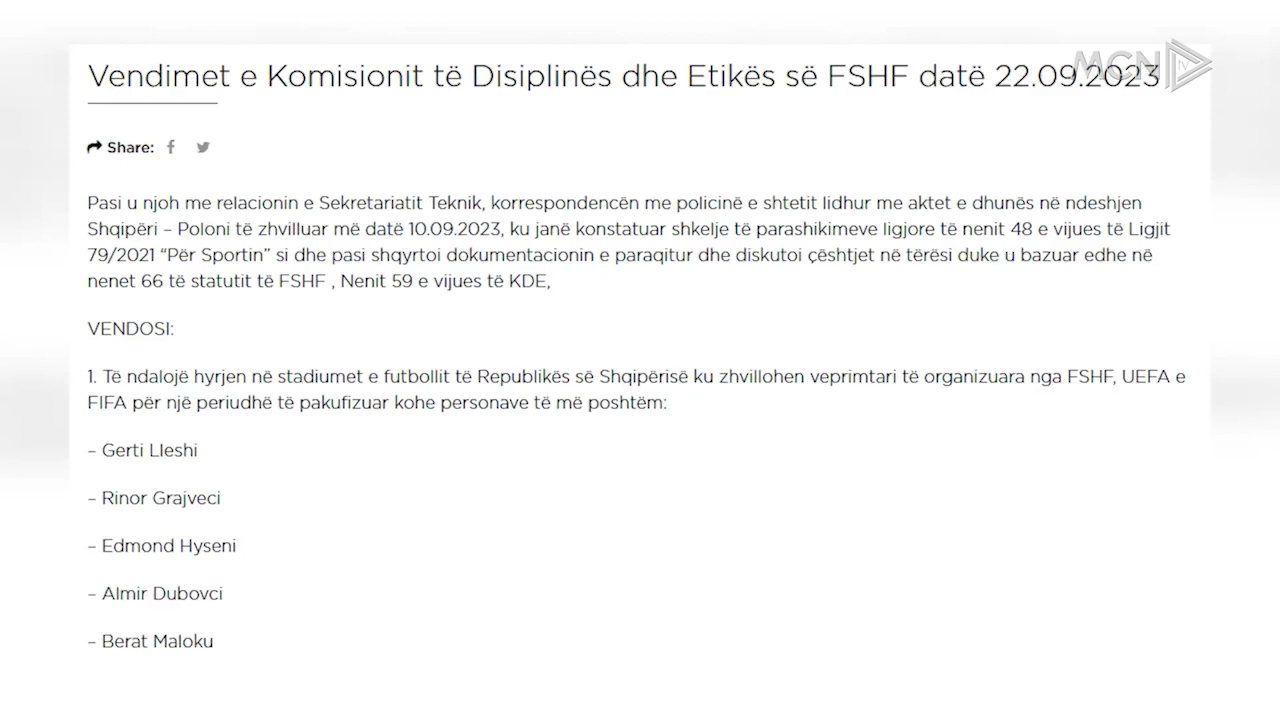 Vendimet e Komisionit të Disiplinës dhe Etikës së FSHF datë 22.09.2023
MCN TV
Share:
Pasi u njoh me relacionin e Sekretariatit Teknik, korrespondencën me policinë e shtetit lidhur me aktet e dhunës në ndeshjen
Shqipëri – Poloni të zhvilluar më datë 10.09.2023, ku janë konstatuar shkelje të parashikimeve ligjore të nenit 48 e vijues të Ligjit
79/2021 “Për Sportin” si dhe pasi shqyrtoi dokumentacionin e paraqitur dhe diskutoi çështjet në tërësi duke u bazuar edhe në
nenet 66 të statutit të FSHF , Nenit 59 e vijues të KDE,
VENDOSI:
1. Të ndalojë hyrjen në stadiumet e futbollit të Republikës së Shqipërisë ku zhvillohen veprimtari të organizuara nga FSHF, UEFA e
FIFA për një periudhë të pakufizuar kohe personave të më poshtëm:
– Gerti Lleshi
– Rinor Grajveci
– Edmond Hyseni
– Almir Dubovci
– Berat Maloku